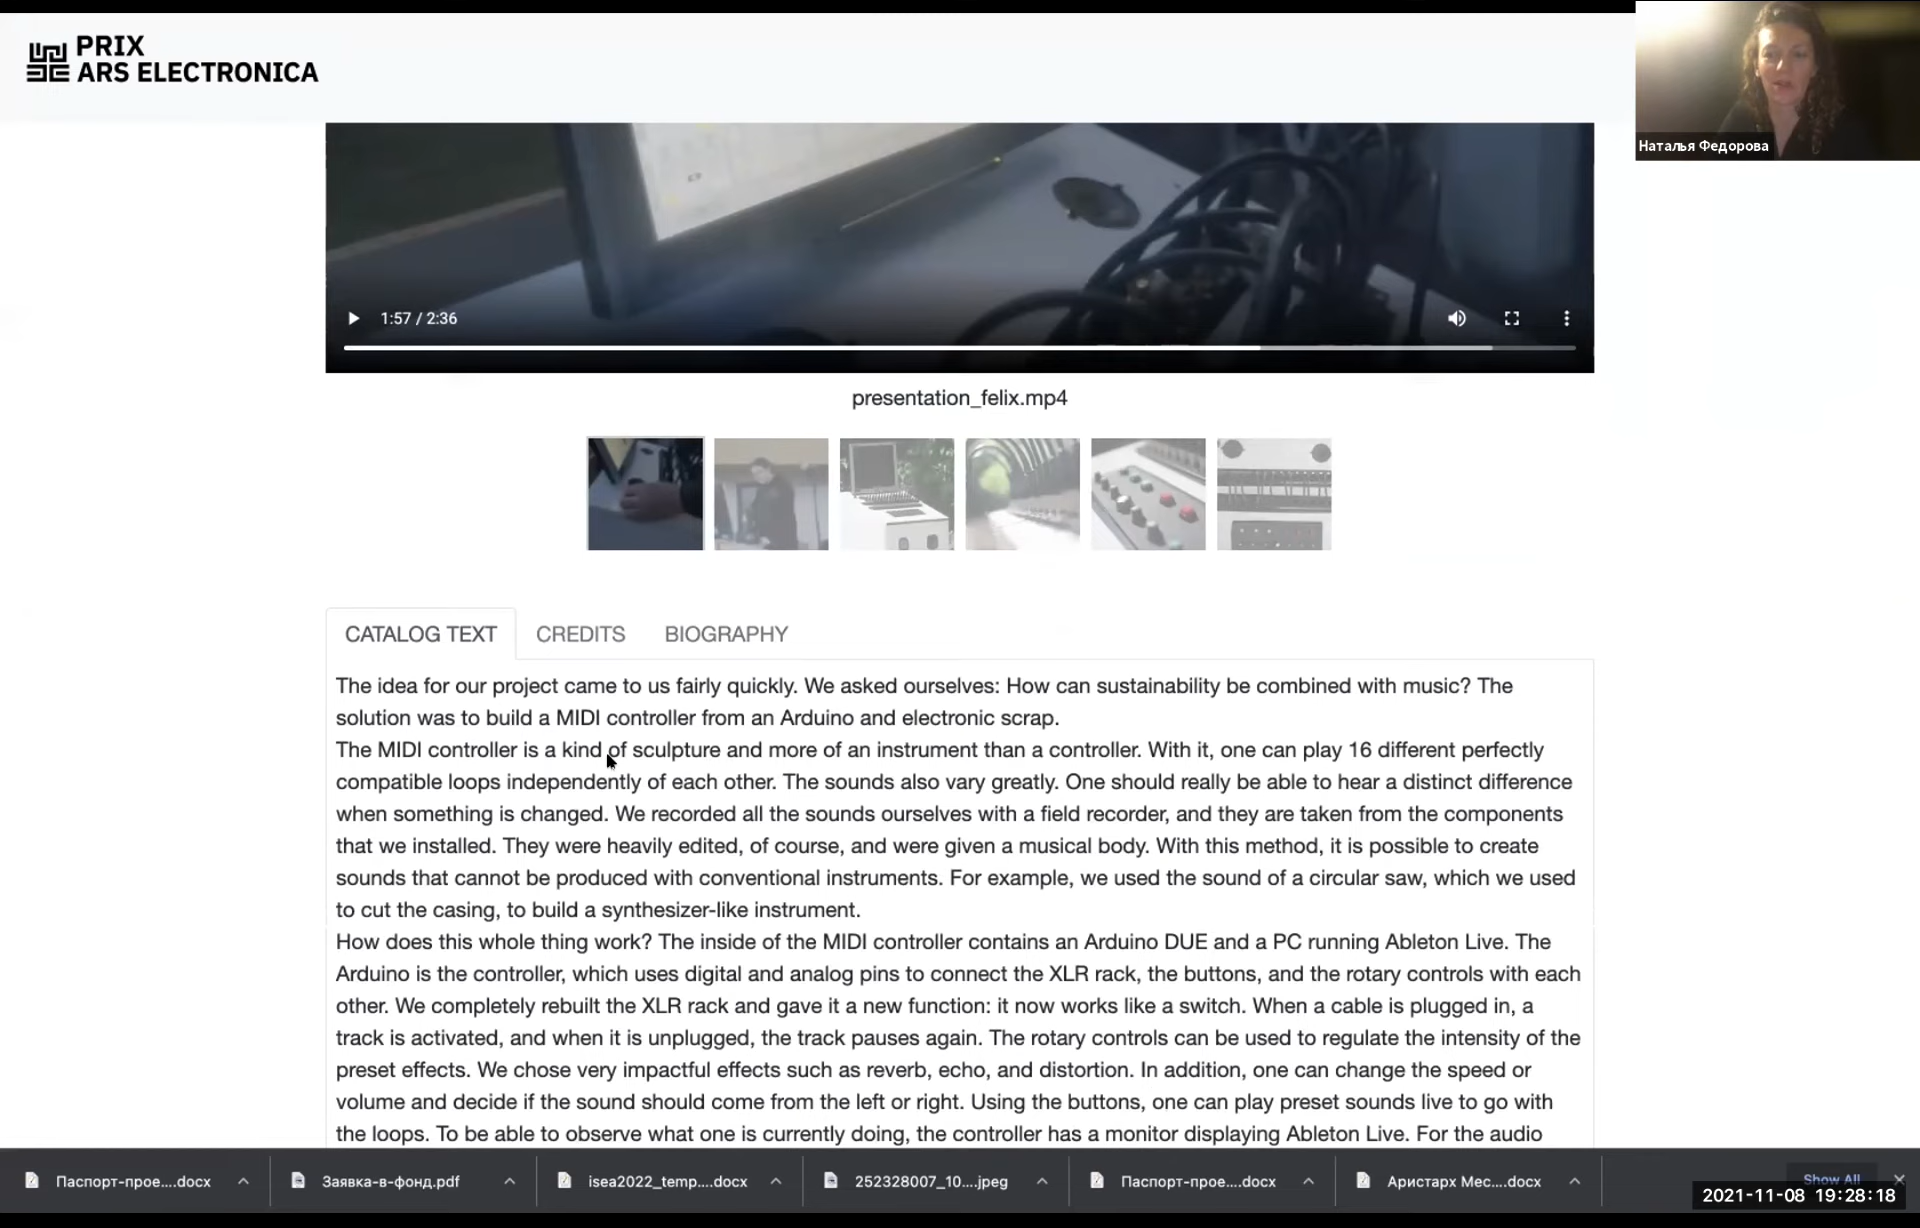 PRIX
ARS ELECTRONICA
Наталья Федорова
1:57 / 2:36
presentation_felix.mp4
CATALOG TEXT
CREDITS
BIOGRAPHY
The idea for our project came to us fairly quickly. We asked ourselves: How can sustainability be combined with music? The
solution was to build a MIDI controller from an Arduino and electronic scrap.
The MIDI controller is a kind of sculpture and more of an instrument than a controller. With it, one can play 16 different perfectly
compatible loops independently of each other. The sounds also vary greatly. One should really be able to hear a distinct difference
when something is changed. We recorded all the sounds ourselves with a field recorder, and they are taken from the components
that we installed. They were heavily edited, of course, and were given a musical body. With this method, it is possible to create
sounds that cannot be produced with conventional instruments. For example, we used the sound of a circular saw, which we used
to cut the casing, to build a synthesizer-like instrument.
How does this whole thing work? The inside of the MIDI controller contains an Arduino DUE and a PC running Ableton Live. The
Arduino is the controller, which uses digital and analog pins to connect the XLR rack, the buttons, and the rotary controls with each
other. We completely rebuilt the XLR rack and gave it a new function: it now works like a switch. When a cable is plugged in, a
track is activated, and when it is unplugged, the track pauses again. The rotary controls can be used to regulate the intensity of the
preset effects. We chose very impactful effects such as reverb, echo, and distortion. In addition, one can change the speed or
volume and decide if the sound should come from the left or right. Using the buttons, one can play preset sounds live to go with
the loops. To be able to observe what one is currently doing, the controller has a monitor displaying Ableton Live. For the audio
Паспорт-прое....docx
Заявка-в-фонд.pdf
isea2022_temp....docx
252328007_10....jpeg
Паспорт-прое....docx
Аристарх Мес....docx
Show All
2021-11-08 19:28:18